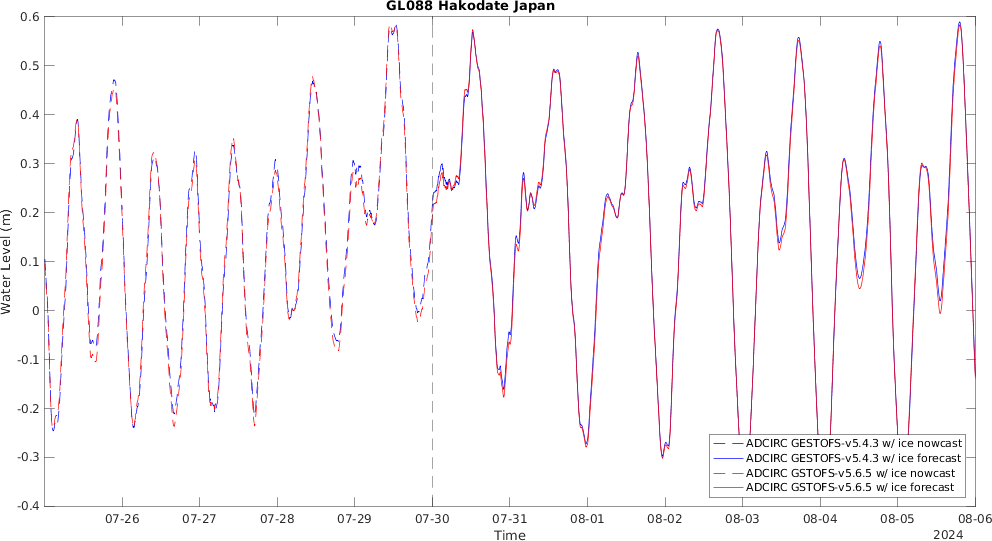 GL088 Hakodate Japan
0.6
0.5
0.4
0.3
0.2
0.1
0
-0.1
-0.2
-0.3
-0.4
Water Level (m)
ADCIRC GESTOFS-v5.4.3 w/ ice nowcast
ADCIRC GESTOFS-v5.4.3 w/ ice forecast
ADCIRC GSTOFS-v5.6.5 w/ ice nowcast
ADCIRC GSTOFS-v5.6.5 w/ ice forecast
07-26 07-27 07-28 07-29 07-30 07-31 08-01 08-02 08-03 08-04 08-05 08-06
Time
2024